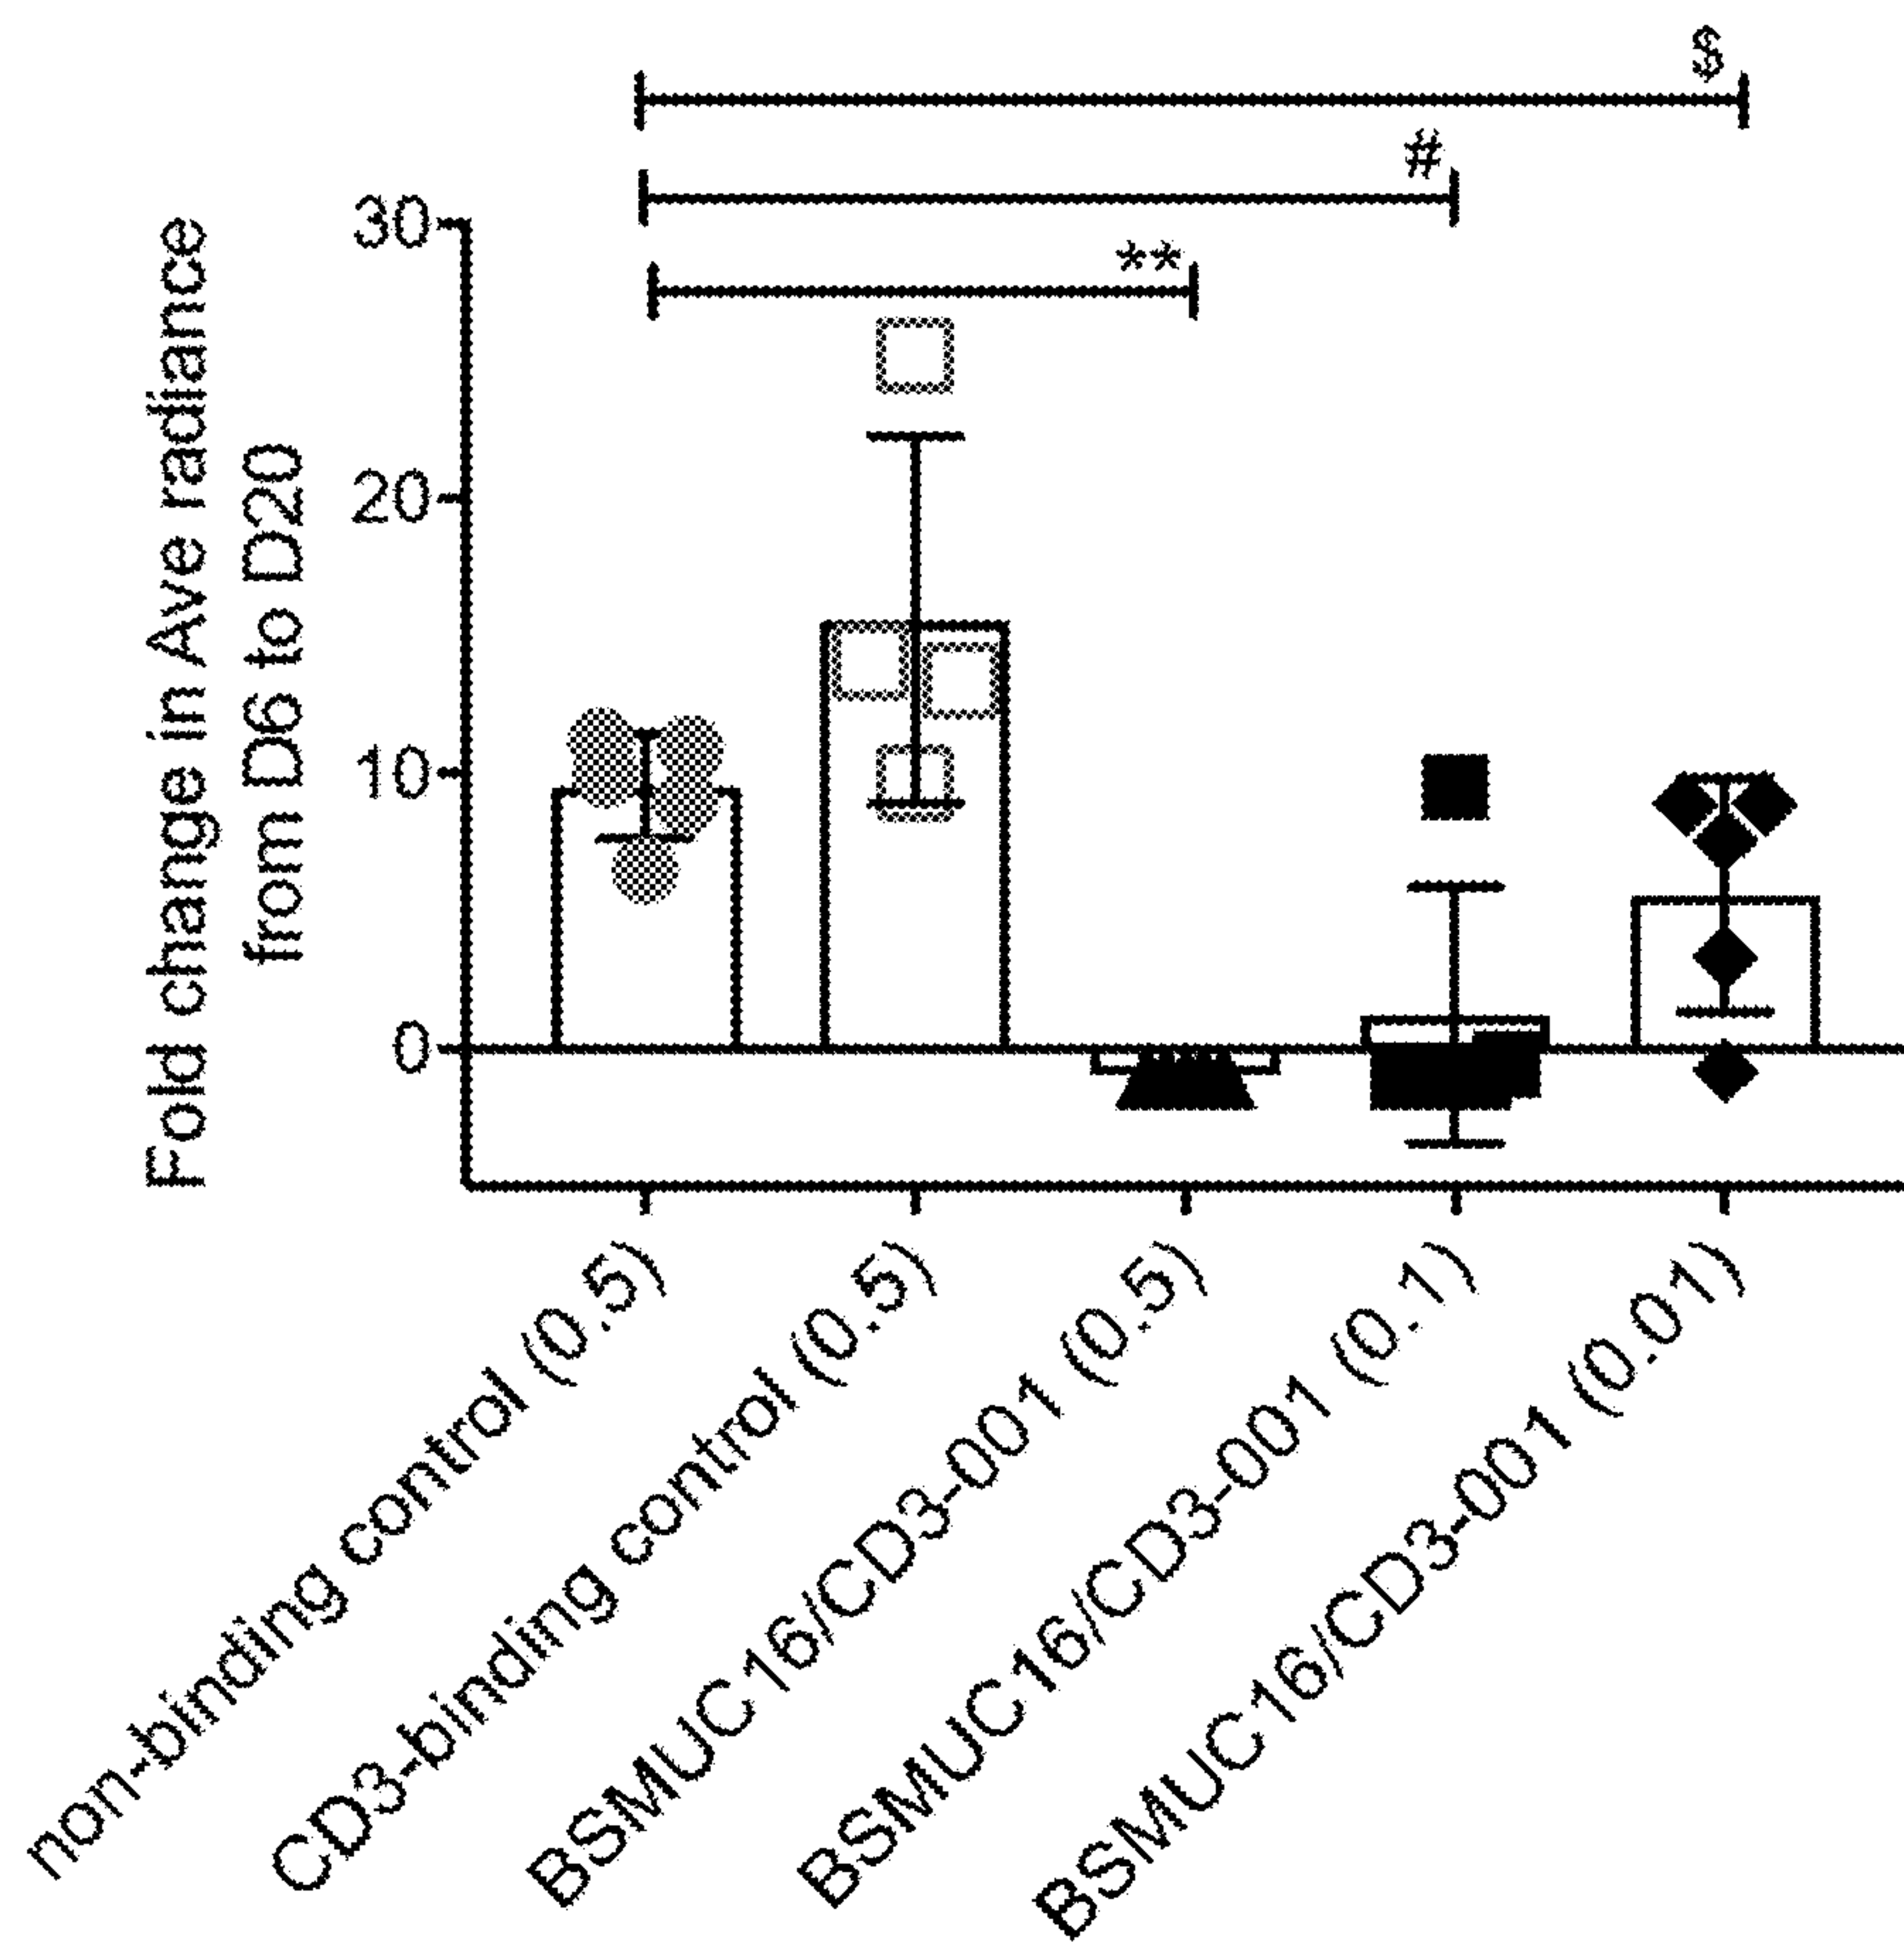 $
#
**
Fold change in Ave radiance
from D6 to D20
30
20
10
0
non-binding control (0.5)
CD3-binding control (0.5)
BSMUC16/CD3-001 (0.5)
BSMUC16/CD3-001 (0.1)
BSMUC16/CD3-001 (0.01)